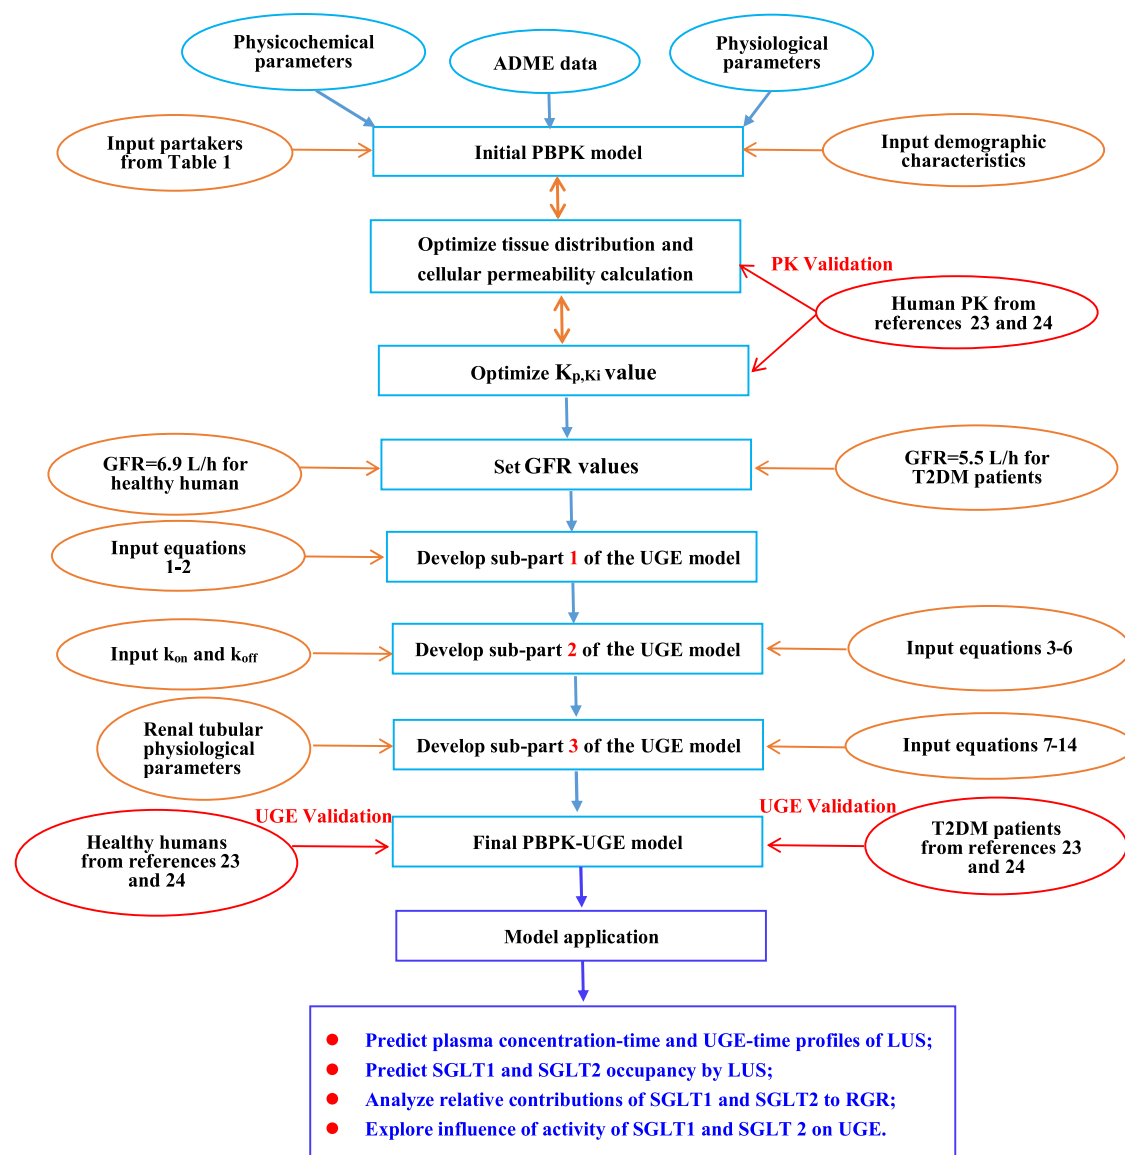 Physicochemical
parameters
ADME data
Physiological
parameters
Input partakers
from Table 1
Initial PBPK model
Input demographic
characteristics
Optimize tissue distribution and
cellular permeability calculation
PK Validation
Human PK from
references 23 and 24
Optimize Kp,Ki value
GFR=6.9 L/h for
healthy human
Set GFR values
GFR=5.5 L/h for
T2DM patients
Input equations
1-2
Develop sub-part 1 of the UGE model
Input kon and koff
Develop sub-part 2 of the UGE model
Input equations 3-6
Renal tubular
physiological
parameters
Develop sub-part 3 of the UGE model
Input equations 7-14
UGE Validation
UGE Validation
Healthy humans
from references 23
and 24
Final PBPK-UGE model
T2DM patients
from references 23
and 24
Model application
● Predict plasma concentration-time and UGE-time profiles of LUS;
● Predict SGLT1 and SGLT2 occupancy by LUS;
● Analyze relative contributions of SGLT1 and SGLT2 to RGR;
● Explore influence of activity of SGLT1 and SGLT 2 on UGE.